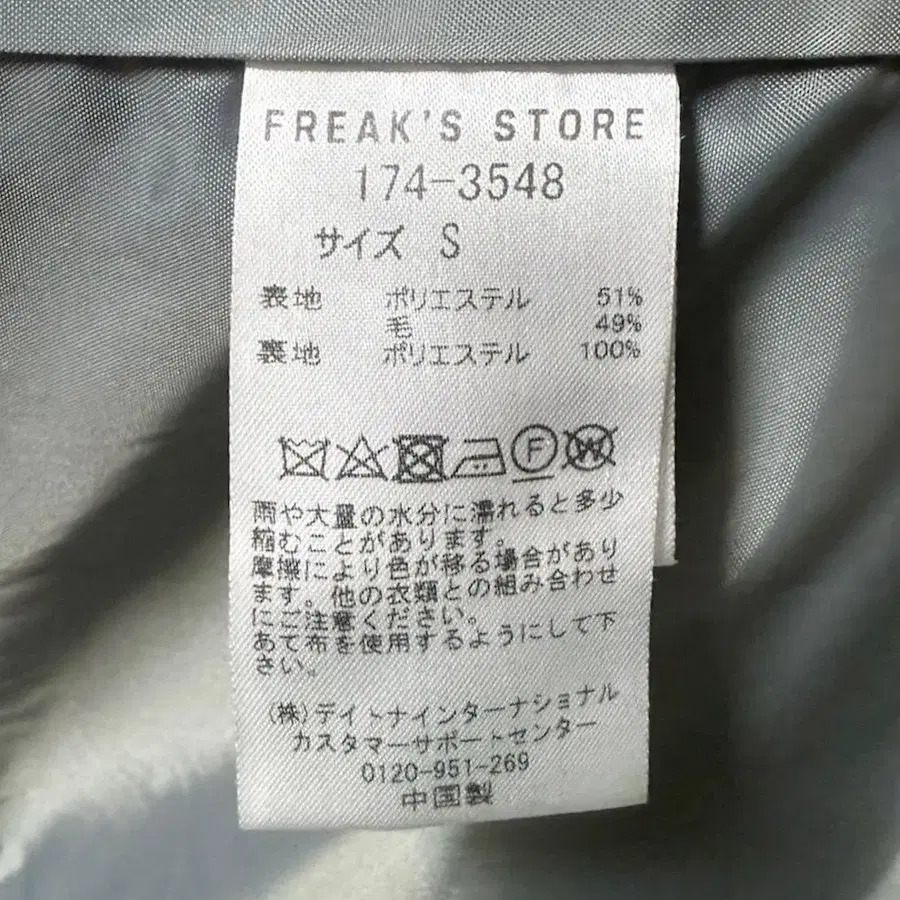 FREAK'S STORE
174-3548
サイズ S
表地 ポリエステル 51%
毛 49%
裏地 ポリエステル 100%
F W
雨や大量の水分に濡れると多少
縮むことがあります。
摩擦により色が移る場合があり
ます。他の衣類との組み合わせ
にご注意ください。
あて布を使用するようにして下
さい。
(株)デイトナインターナショナル
カスタマーサポートセンター
0120-951-269
中国製